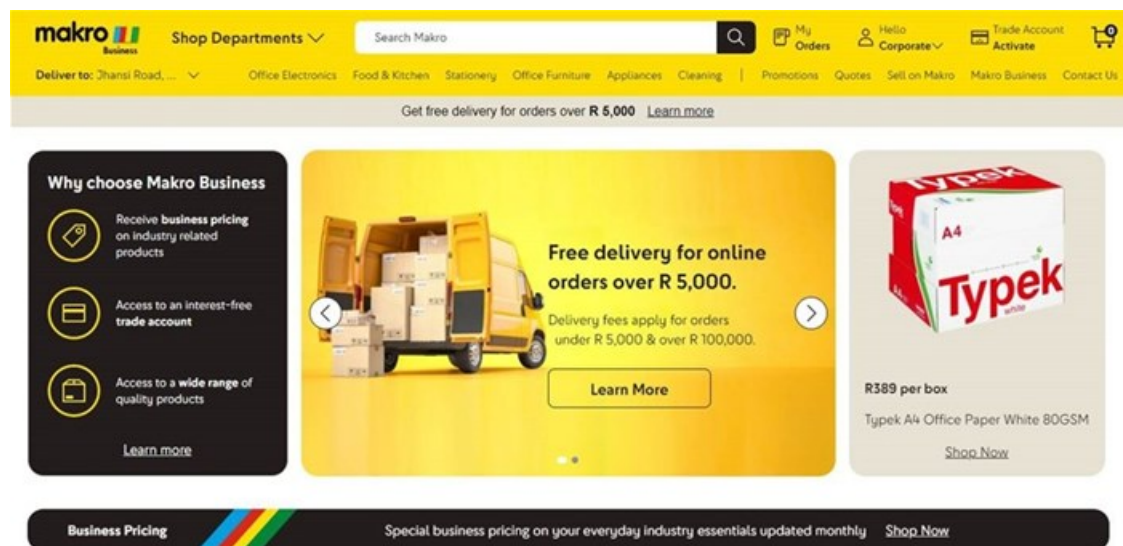 makro
Business
Shop Departments
Search Makro
My
Orders
Hello
Corporate
Trade Account
Activate
0
Deliver to: Jhansi Road, ...
Office Electronics Food & Kitchen Stationery Office Furniture Appliances Cleaning | Promotions Quotes Sell on Makro Makro Business Contact Us
Get free delivery for orders over R 5,000 Learn more
Why choose Makro Business
Receive business pricing
on industry related
products
Access to an interest-free
trade account
Access to a wide range of
quality products
Learn more
Free delivery for online
orders over R 5,000.
Delivery fees apply for orders
under R 5,000 & over R 100,000.
Learn More
Typek
Typek
A4
Typek
white
R389 per box
Typek A4 Office Paper White 80GSM
Shop Now
Business Pricing
Special business pricing on your everyday industry essentials updated monthly Shop Now